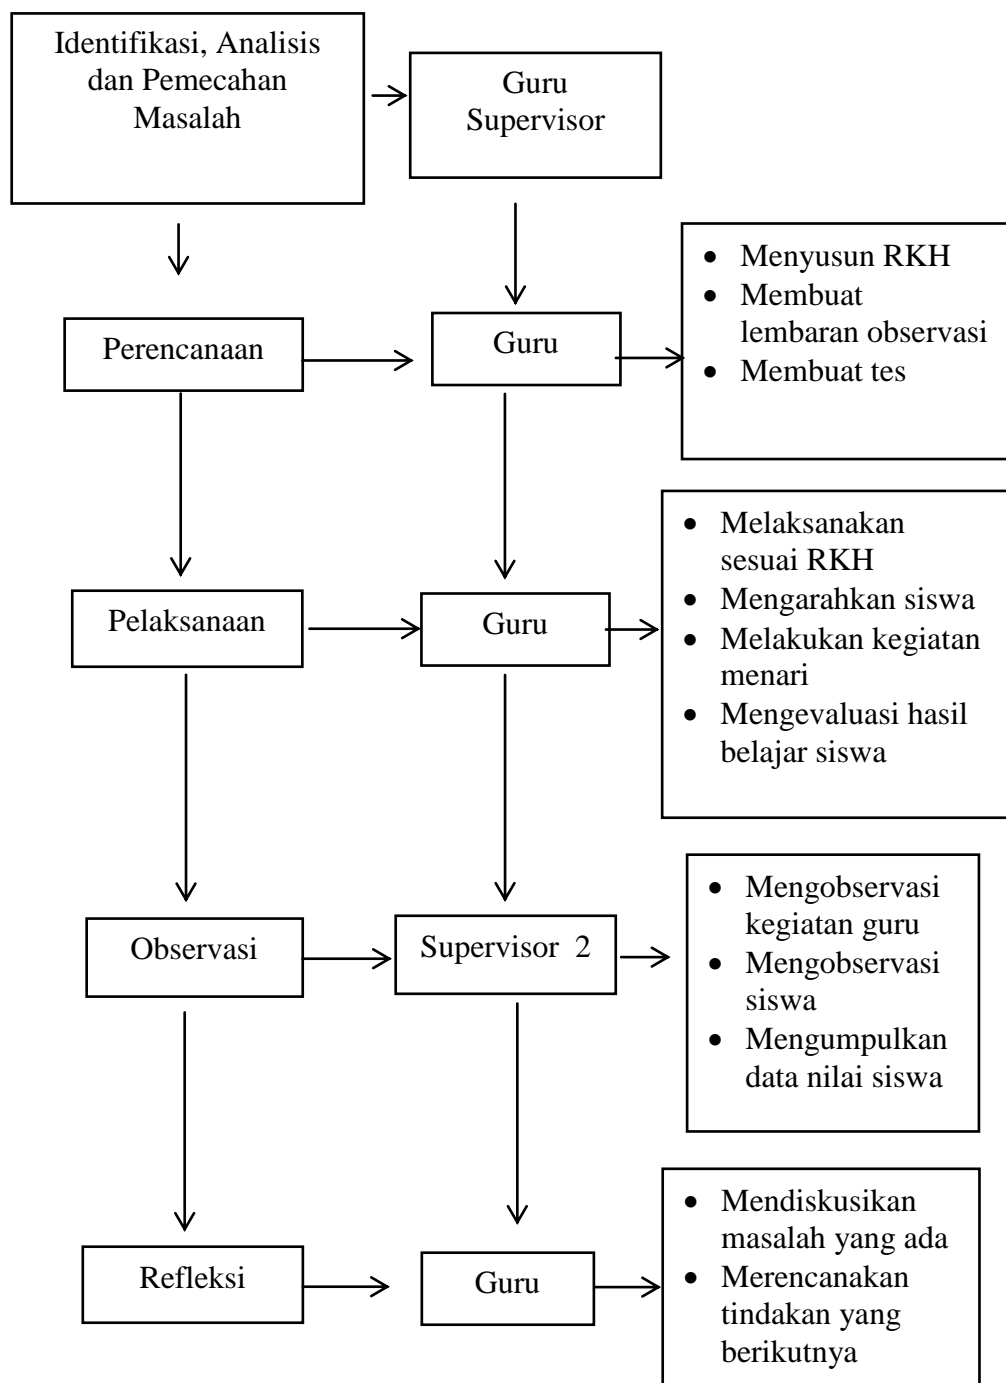 Identifikasi, Analisis
dan Pemecahan
Masalah
Guru
Supervisor
Perencanaan
Guru
• Menyusun RKH
• Membuat
lembaran observasi
• Membuat tes
Pelaksanaan
Guru
• Melaksanakan
sesuai RKH
• Mengarahkan siswa
• Melakukan kegiatan
menari
• Mengevaluasi hasil
belajar siswa
Observasi
Supervisor 2
• Mengobservasi
kegiatan guru
• Mengobservasi
siswa
• Mengumpulkan
data nilai siswa
Refleksi
Guru
• Mendiskusikan
masalah yang ada
• Merencanakan
tindakan yang
berikutnya